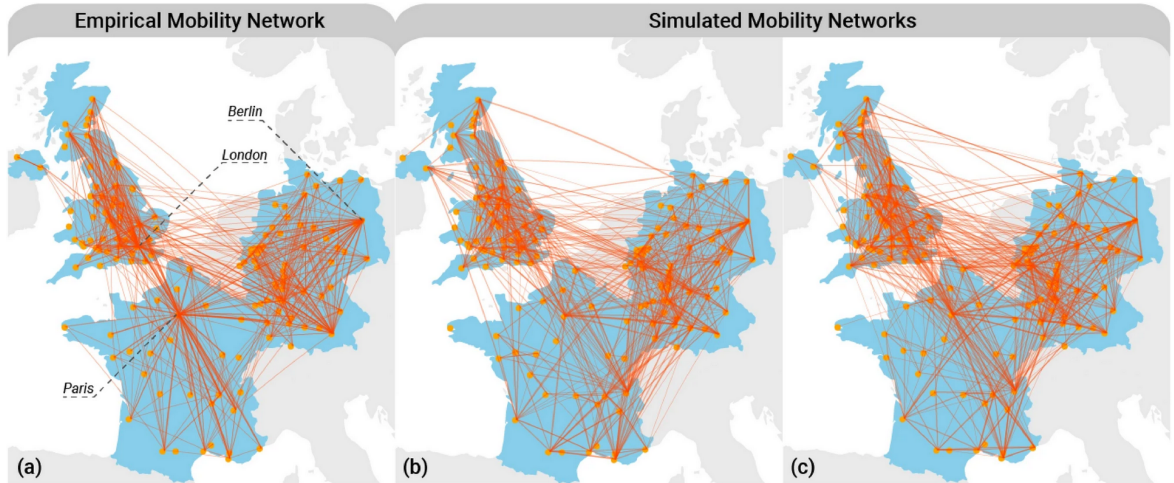 Empirical Mobility Network
Simulated Mobility Networks
Berlin
London
Paris
(a)
(b)
(c)